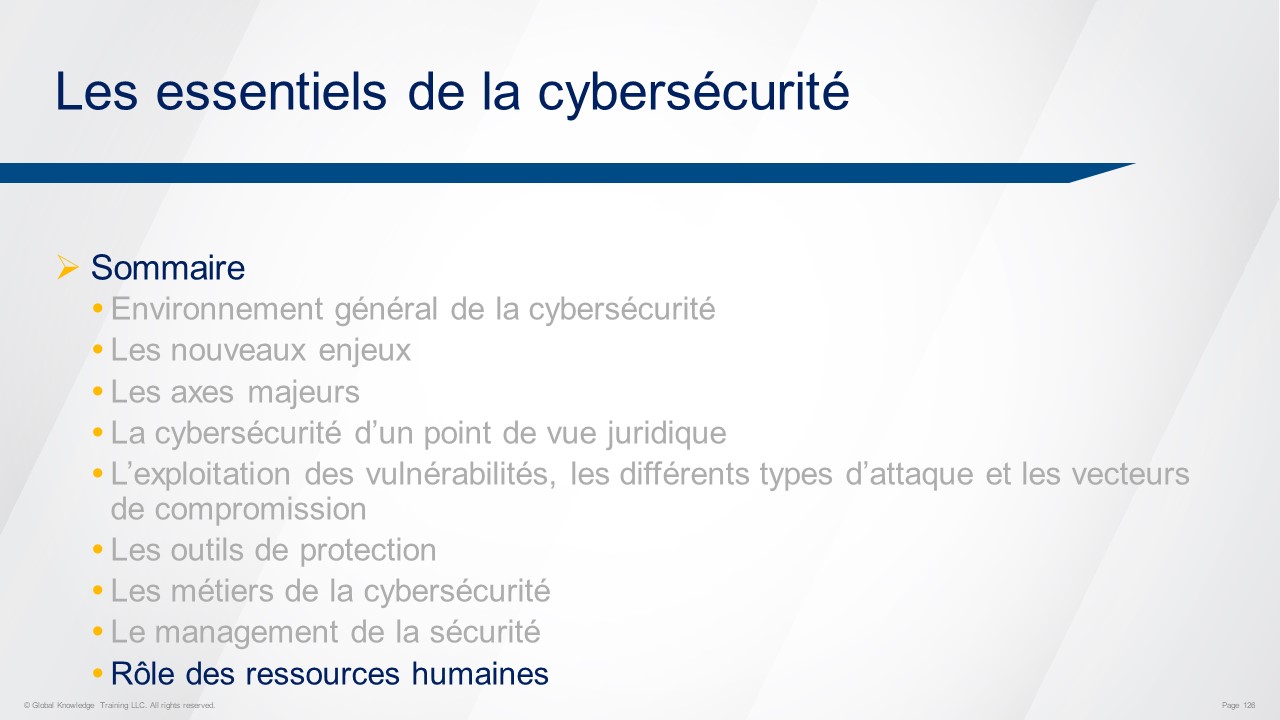 Les essentiels de la cybersécurité
Sommaire
Environnement général de la cybersécurité
Les nouveaux enjeux
Les axes majeurs
La cybersécurité d’un point de vue juridique
L’exploitation des vulnérabilités, les différents types d’attaque et les vecteurs
de compromission
Les outils de protection
Les métiers de la cybersécurité
Le management de la sécurité
Rôle des ressources humaines
© Global Knowledge Training LLC. All rights reserved.
Page 126